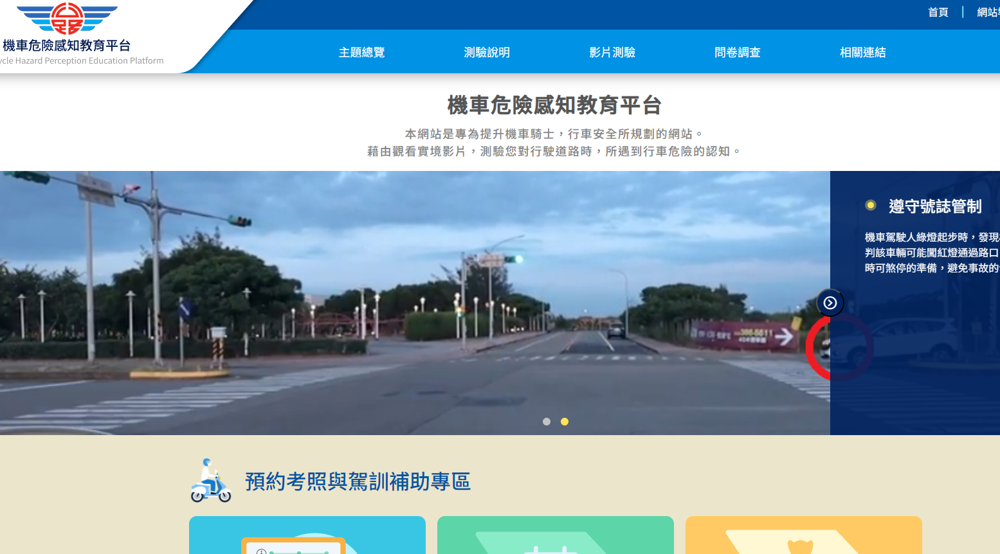 首頁
網站
機車危險感知教育平台
ycle Hazard Perception Education Platform
主題總覽
測驗說明
影片測驗
問卷調查
相關連結
機車危險感知教育平台
本網站是專為提升機車騎士，行車安全所規劃的網站。
藉由觀看實境影片，測驗您對行駛道路時，所遇到行車危險的認知。
遵守號誌管制
機車駕駛人綠燈起步時，發現
判該車輛可能闖紅燈通過路口
時可煞停的準備，避免事故的
386-5611
預約考照與駕訓補助專區